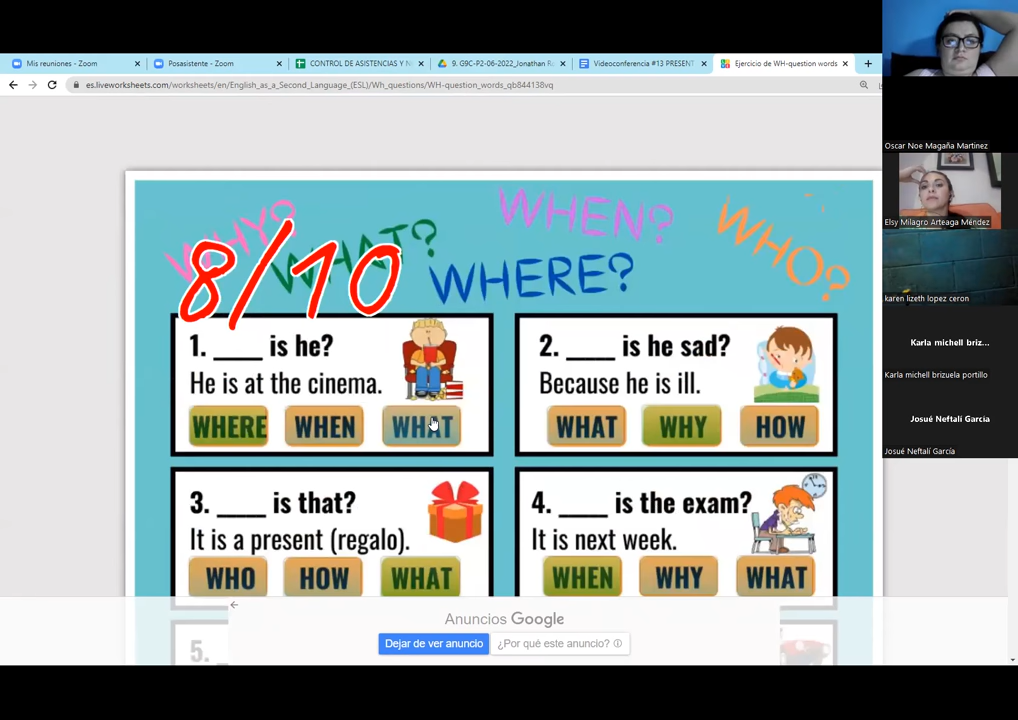 Mis reuniones - Zoom
Posasistente - Zoom
CONTROL DE ASISTENCIAS Y N
9. G9C-P2-06-2022_Jonathan R
Videoconferencia #13 PRESENT
Ejercicio de WH-question words
es.liveworksheets.com/worksheets/en/English_as_a_Second_Language_(ESL)/Wh_questions/WH-question_words_qb844138vq
Oscar Noe Magaña Martinez
Elsy Milagro Arteaga Méndez
karen lizeth lopez ceron
Karla michell briz...
Karla michell brizuela portillo
Josué Neftalí García
Josué Neftalí García
WHY?
WHAT?
WHEN?
WHERE?
WHO?
8/10
1. ____ is he?
He is at the cinema.
WHERE WHEN WHAT
2. ____ is he sad?
Because he is ill.
WHAT WHY HOW
3. ____ is that?
It is a present (regalo).
WHO HOW WHAT
4. ____ is the exam?
It is next week.
WHEN WHY WHAT
5.
Anuncios Google
Dejar de ver anuncio
¿Por qué este anuncio?